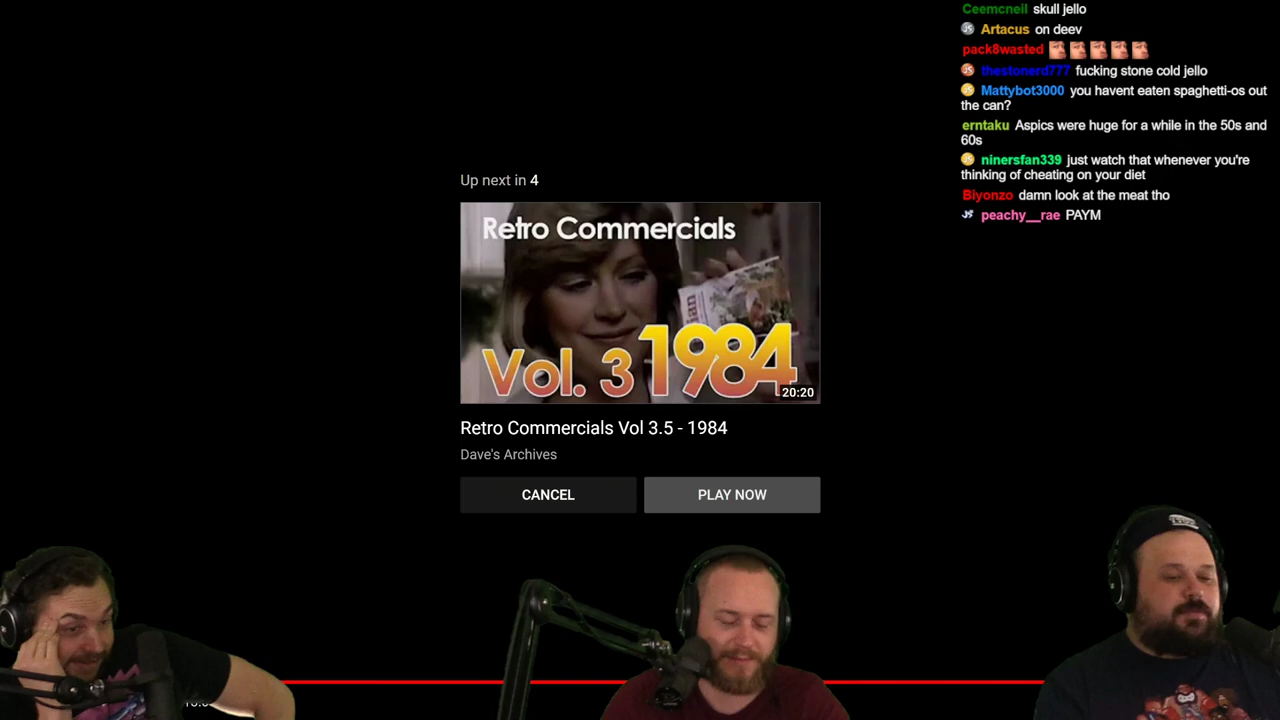 Ceemcneil skull jello
Artacus on deev
pack8wasted
thestonerd777 fucking stone cold jello
Mattybot3000 you havent eaten spaghetti-os out
the can?
erntaku Aspics were huge for a while in the 50s and
60s
ninersfan339 just watch that whenever you're
thinking of cheating on your diet
Biyonzo damn look at the meat tho
peachy__rae PAYM
Up next in 4
Retro Commercials
Vol. 3 1984
20:20
Retro Commercials Vol 3.5 - 1984
Dave's Archives
CANCEL
PLAY NOW